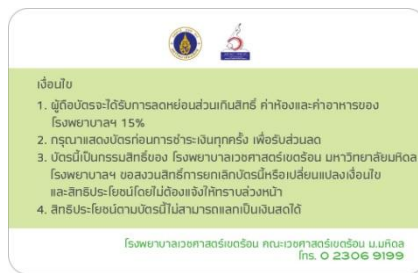 เงื่อนไข
1. ผู้ถือบัตรจะได้รับการลดหย่อนส่วนเกินสิทธิ์ ค่าห้องและค่าอาหารของ
โรงพยาบาลฯ 15%
2. กรุณาแสดงบัตรก่อนการชำระเงินทุกครั้ง เพื่อรับส่วนลด
3. บัตรนี้เป็นกรรมสิทธิ์ของ โรงพยาบาลเวชศาสตร์เขตร้อน มหาวิทยาลัยมหิดล
โรงพยาบาลฯ ขอสงวนสิทธิ์การยกเลิกบัตรนี้หรือเปลี่ยนแปลงเงื่อนไข
และสิทธิประโยชน์โดยไม่ต้องแจ้งให้ทราบล่วงหน้า
4. สิทธิประโยชน์ตามบัตรนี้ไม่สามารถแลกเป็นเงินสดได้
โรงพยาบาลเวชศาสตร์เขตร้อน คณะเวชศาสตร์เขตร้อน ม.มหิดล
โทร. 0 2306 9199